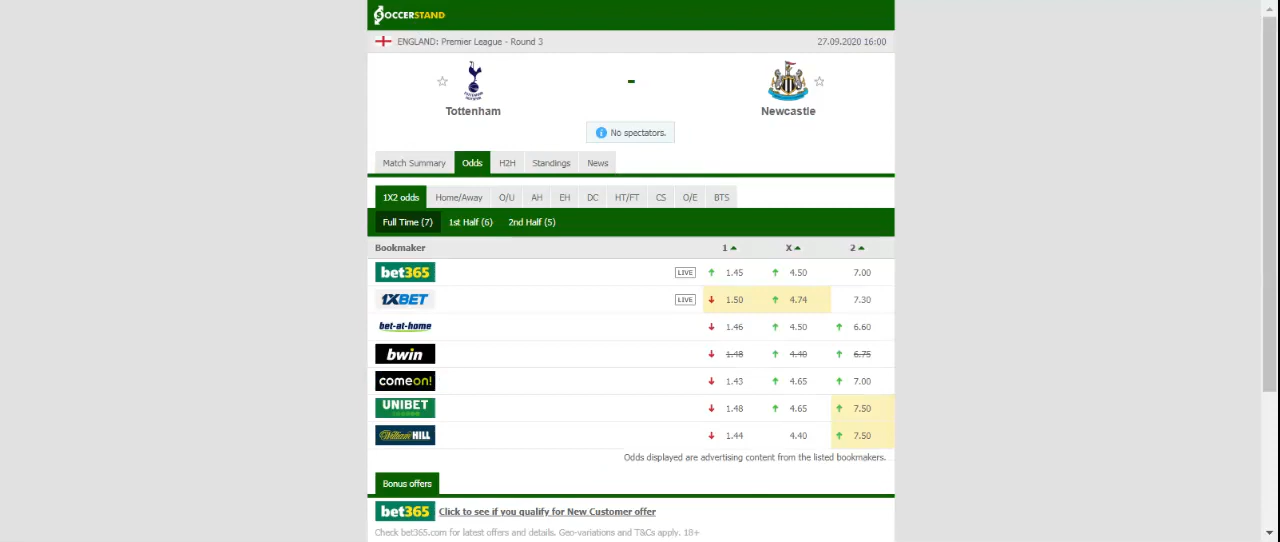 SOCCERSTAND
ENGLAND: Premier League - Round 3 27.09.2020 16:00
-
Tottenham Newcastle
No spectators.
Match Summary Odds H2H Standings News
1X2 odds Home/Away O/U AH EH DC HT/FT CS O/E BTS
Full Time (7) 1st Half (6) 2nd Half (5)
Bookmaker 1 X 2
bet365 LIVE 1.45 4.50 7.00
1XBET LIVE 1.50 4.74 7.30
bet-at-home 1.46 4.50 6.60
bwin 1.48 4.40 6.75
comeon! 1.43 4.65 7.00
UNIBET 1.48 4.65 7.50
William HILL 1.44 4.40 7.50
Odds displayed are advertising content from the listed bookmakers.
Bonus offers
bet365 Click to see if you qualify for New Customer offer
Check bet365.com for latest offers and details. Geo-variations and T&Cs apply. 18+